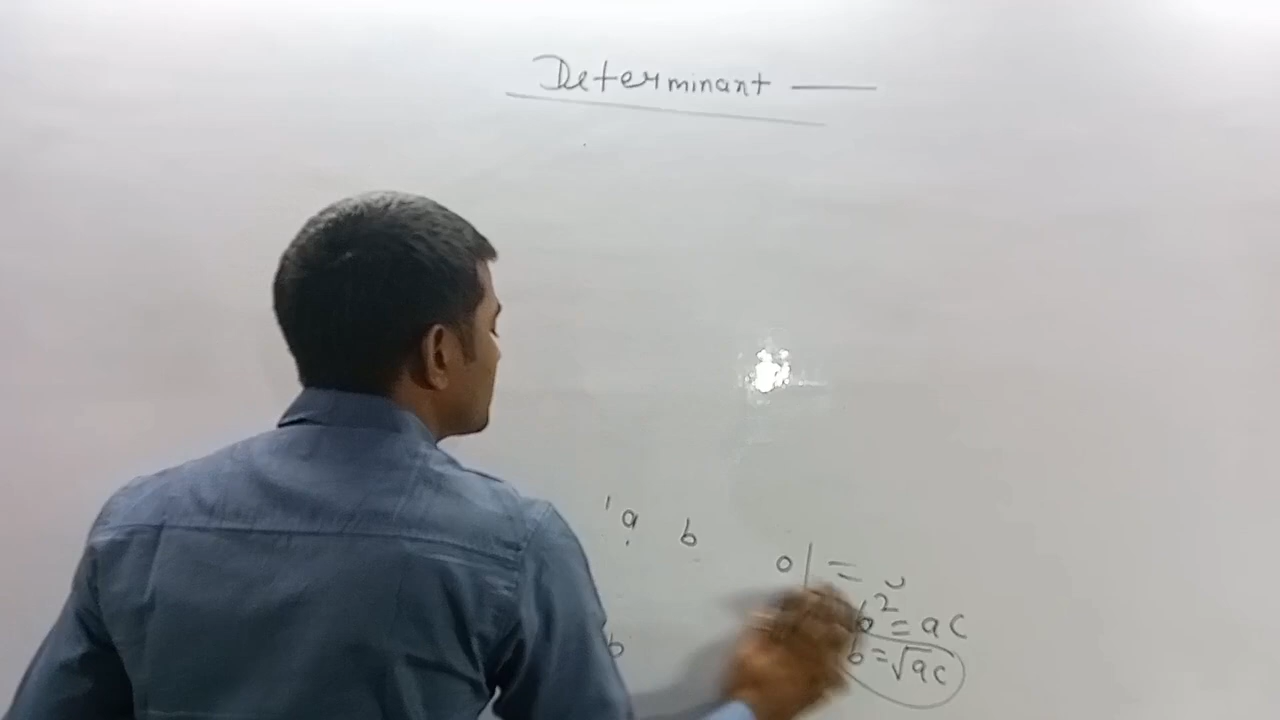 Determinant —
a b
0 | =
b² = ac
b
b = √ac